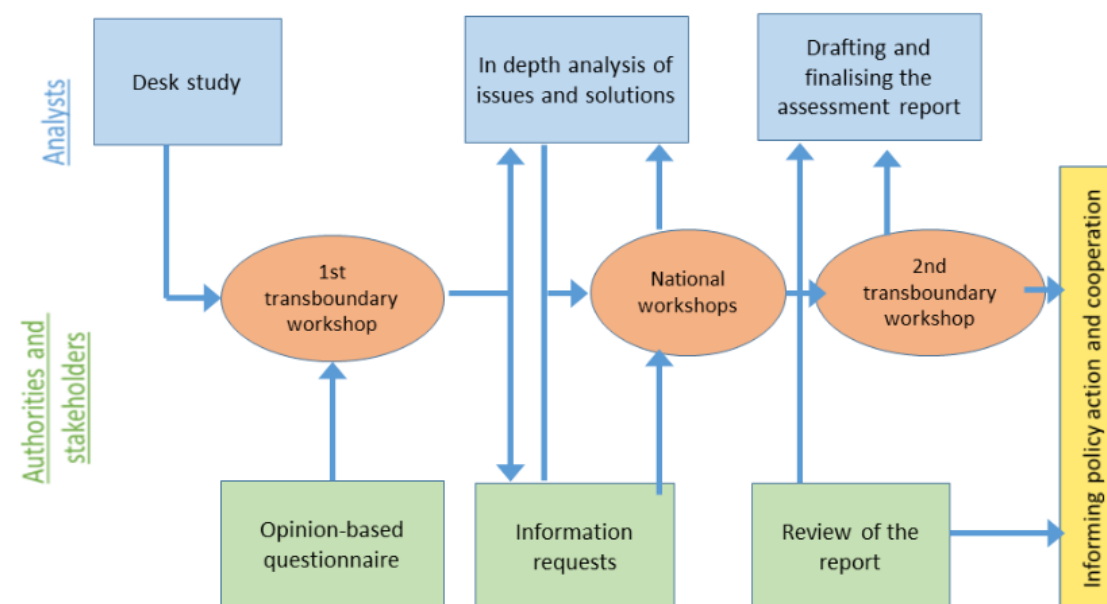 Analysts
Desk study
In depth analysis of
issues and solutions
Drafting and
finalising the
assessment report
1st
transboundary
workshop
National
workshops
2nd
transboundary
workshop
Informing policy action and cooperation
Authorities and
stakeholders
Opinion-based
questionnaire
Information
requests
Review of the
report